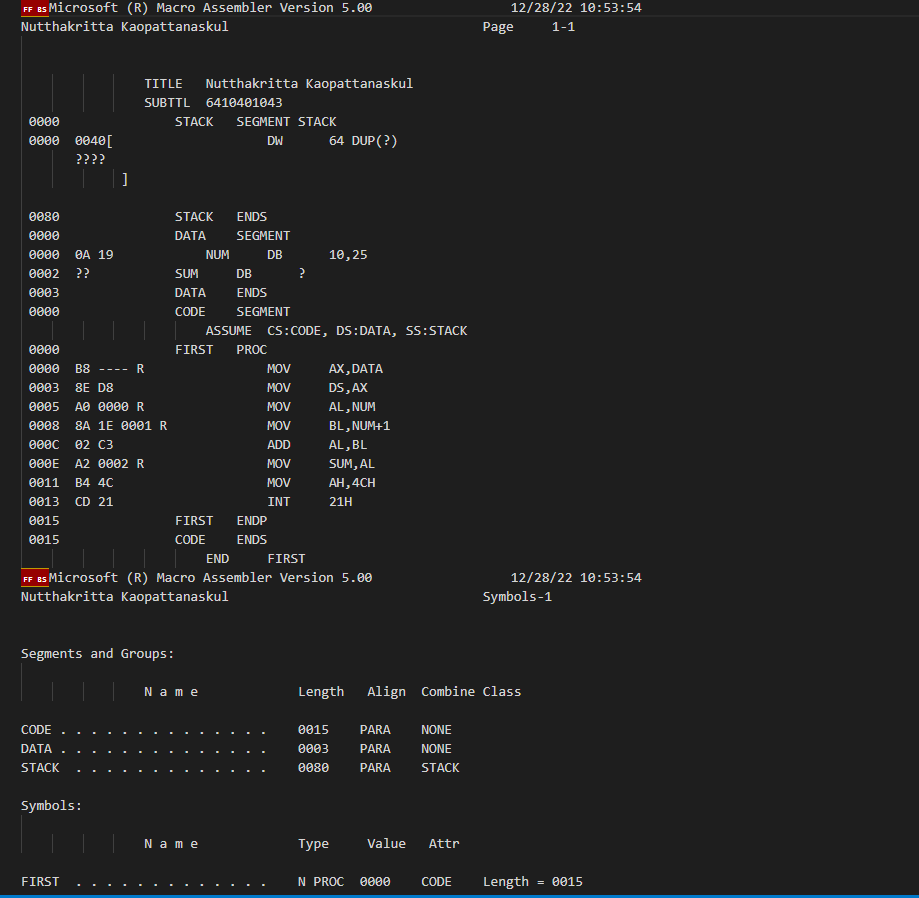 FF BS Microsoft (R) Macro Assembler Version 5.00 12/28/22 10:53:54
Nutthakritta Kaopattanaskul Page 1-1
TITLE Nutthakritta Kaopattanaskul
SUBTTL 6410401043
0000 STACK SEGMENT STACK
0000 0040[ DW 64 DUP(?)
????
]
0080 STACK ENDS
0000 DATA SEGMENT
0000 0A 19 NUM DB 10,25
0002 ?? SUM DB ?
0003 DATA ENDS
0000 CODE SEGMENT
ASSUME CS:CODE, DS:DATA, SS:STACK
0000 FIRST PROC
0000 B8 ---- R MOV AX,DATA
0003 8E D8 MOV DS,AX
0005 A0 0000 R MOV AL,NUM
0008 8A 1E 0001 R MOV BL,NUM+1
000C 02 C3 ADD AL,BL
000E A2 0002 R MOV SUM,AL
0011 B4 4C MOV AH,4CH
0013 CD 21 INT 21H
0015 FIRST ENDP
0015 CODE ENDS
END FIRST
FF BS Microsoft (R) Macro Assembler Version 5.00 12/28/22 10:53:54
Nutthakritta Kaopattanaskul Symbols-1
Segments and Groups:
N a m e Length Align Combine Class
CODE . . . . . . . . . . . . . . 0015 PARA NONE
DATA . . . . . . . . . . . . . . 0003 PARA NONE
STACK . . . . . . . . . . . . . 0080 PARA STACK
Symbols:
N a m e Type Value Attr
FIRST . . . . . . . . . . . . . N PROC 0000 CODE Length = 0015